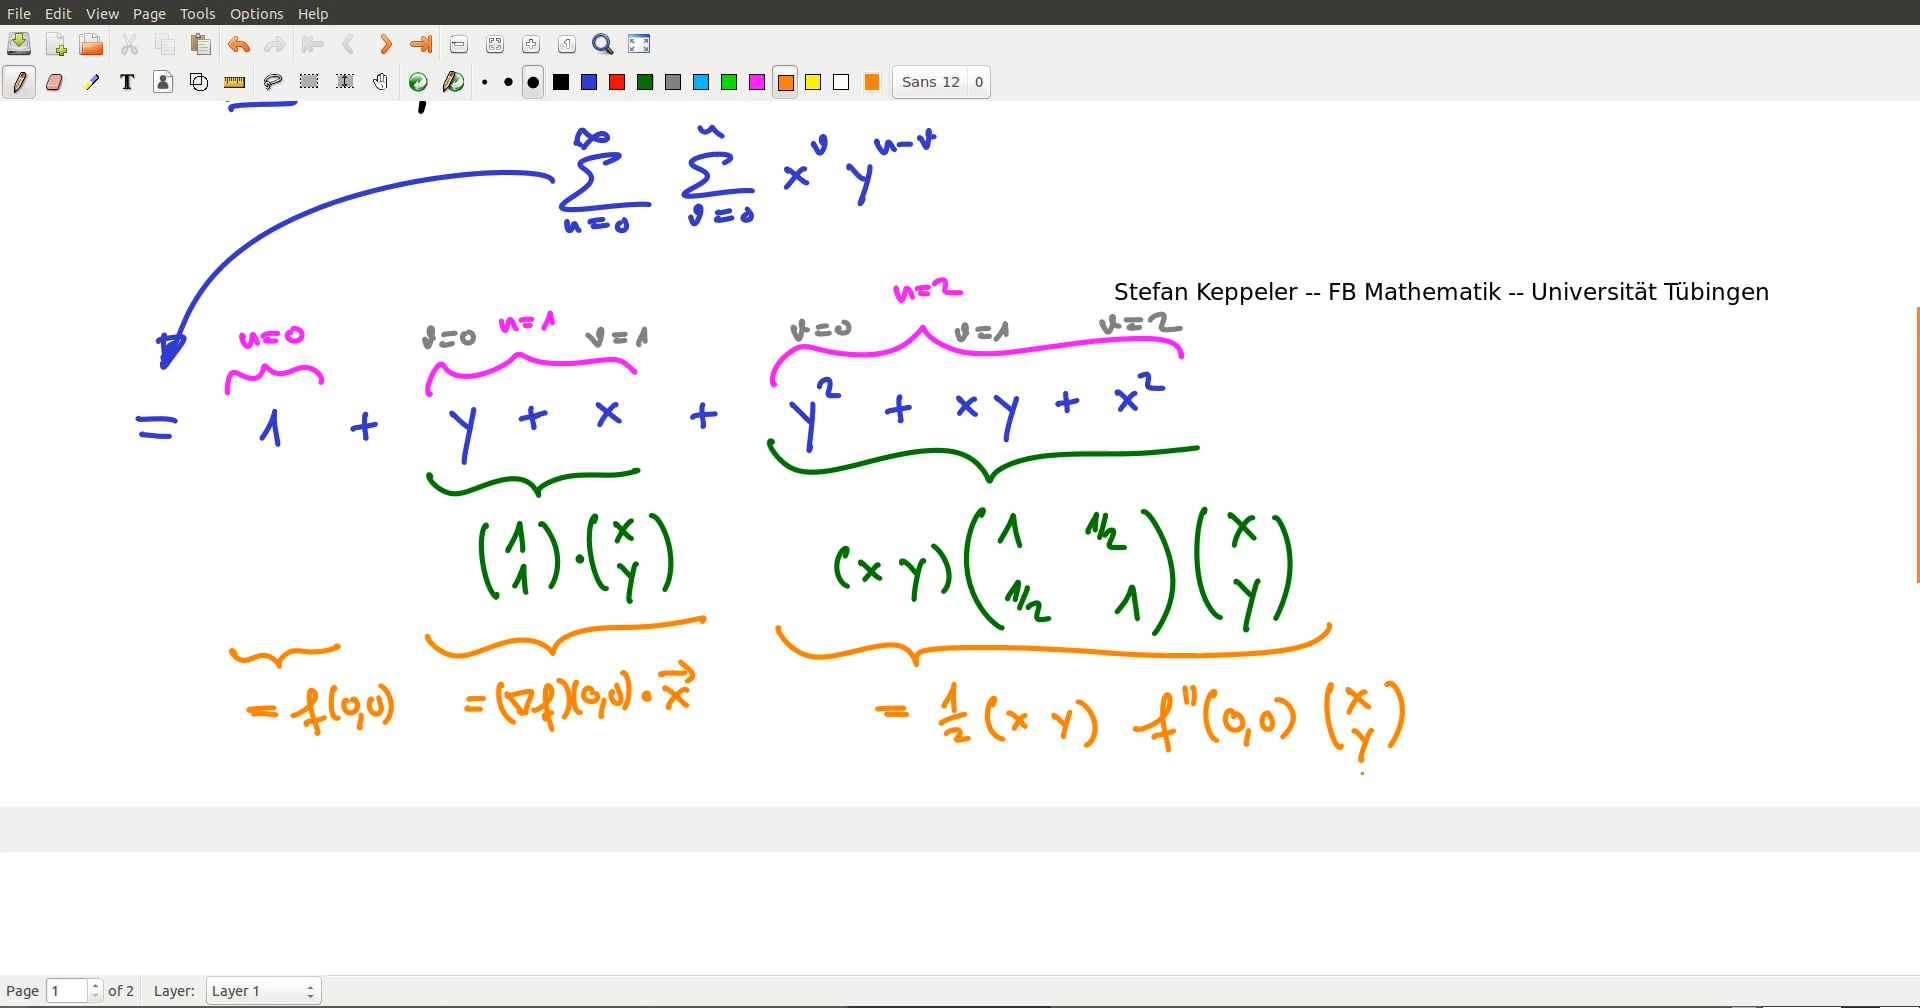 File Edit View Page Tools Options Help
Sans 12 0
∞ n
∑ ∑ x^ν y^{n-ν}
n=0 ν=0
Stefan Keppeler -- FB Mathematik -- Universität Tübingen
n=0 ν=0 n=1 ν=1 ν=0 n=2 ν=1 ν=2
= 1 + y + x + y² + xy + x²
(1 1) · (x y) (x y) (1 1/2 1/2 1) (x y)
= f(0,0) = (∇f)(0,0) · x⃗ = 1/2 (x y) f''(0,0) (x y)
Page 1 of 2 Layer: Layer 1